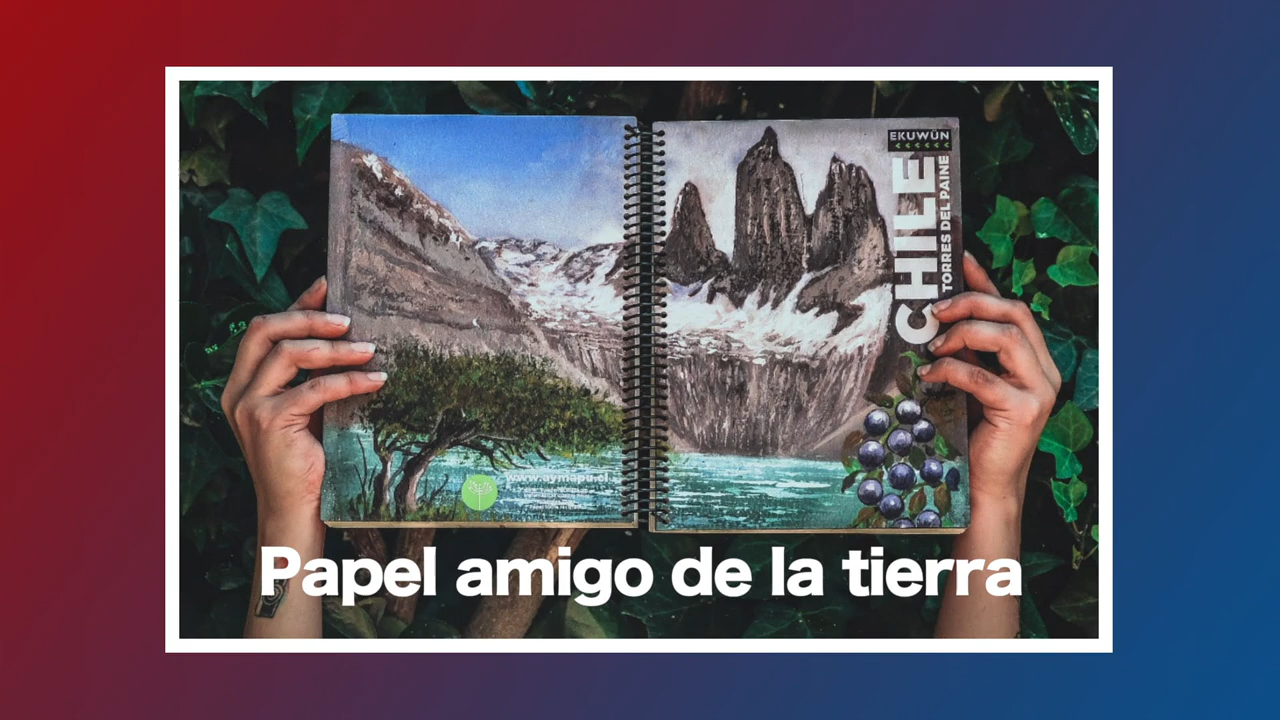 EKUWÜN
CHILE
TORRES DEL PAINE
www.aymapu.cl
Papel amigo de la tierra